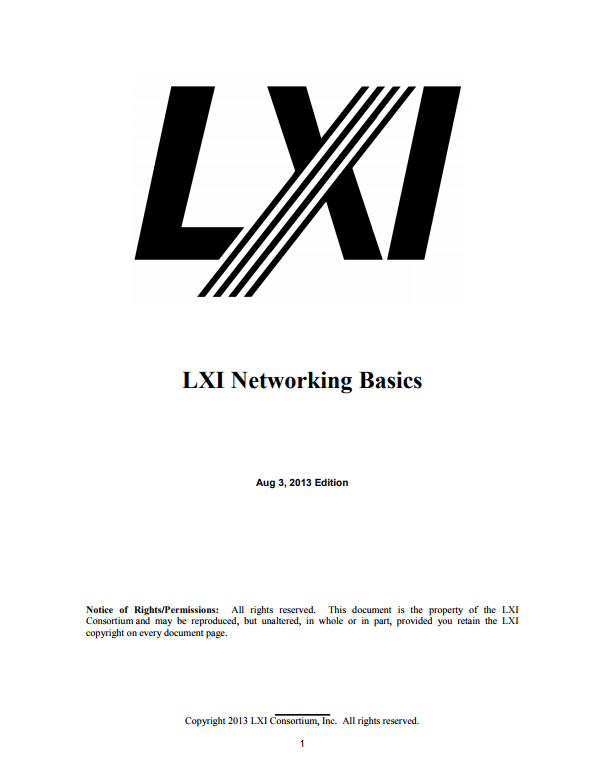 LXI
LXI Networking Basics
Aug 3, 2013 Edition
Notice of Rights/Permissions: All rights reserved. This document is the property of the LXI
Consortium and may be reproduced, but unaltered, in whole or in part, provided you retain the LXI
copyright on every document page.
Copyright 2013 LXI Consortium, Inc. All rights reserved.
1